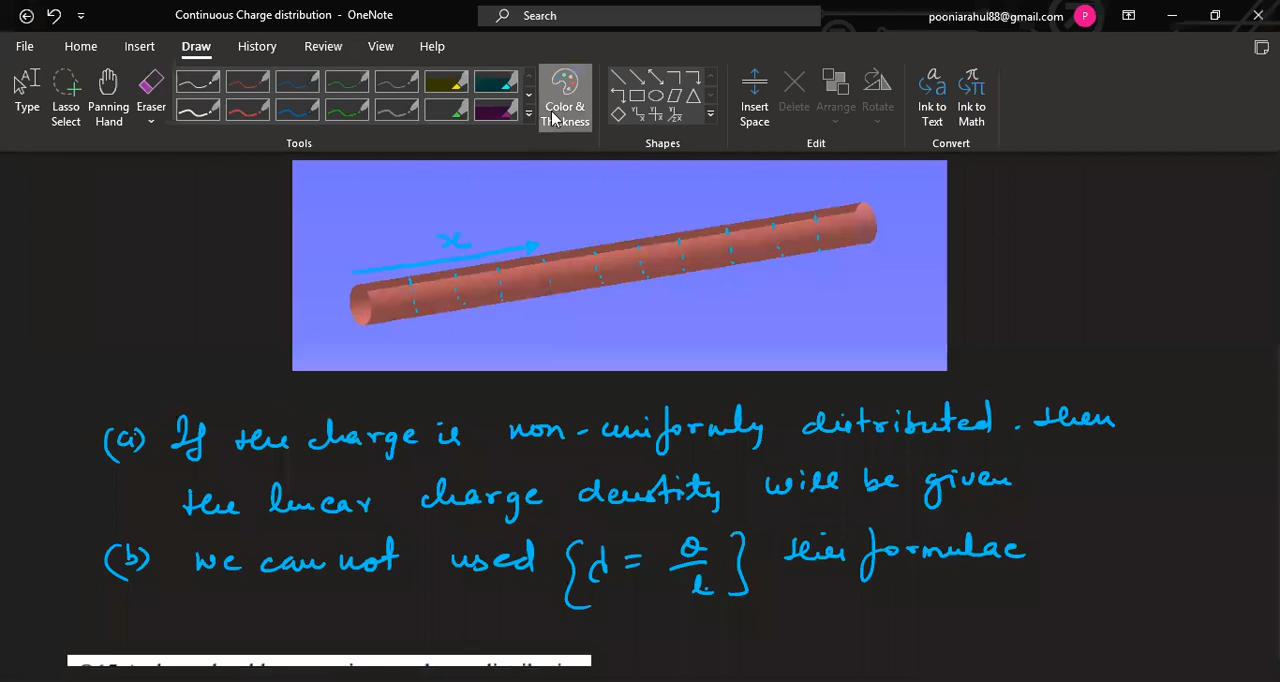 Continuous Charge distribution - OneNote
Search
pooniarahul88@gmail.com
P
File Home Insert Draw History Review View Help
Type
Lasso Select
Panning Hand
Eraser
Color & Thickness
Insert Space
Delete
Arrange
Rotate
Ink to Text
Ink to Math
Tools
Shapes
Edit
Convert
x
(a) If the charge is non-uniformly distributed. then
the linear charge denstity will be given
(b) we can not used {λ = Q/L} this formulae